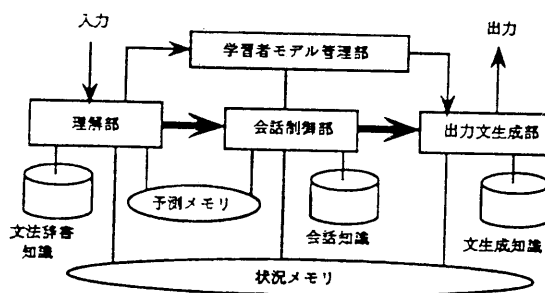 入力
出力
学習者モデル管理部
理解部
会話制御部
出力文生成部
予測メモリ
文法辞書
知識
会話知識
文生成知識
状況メモリ